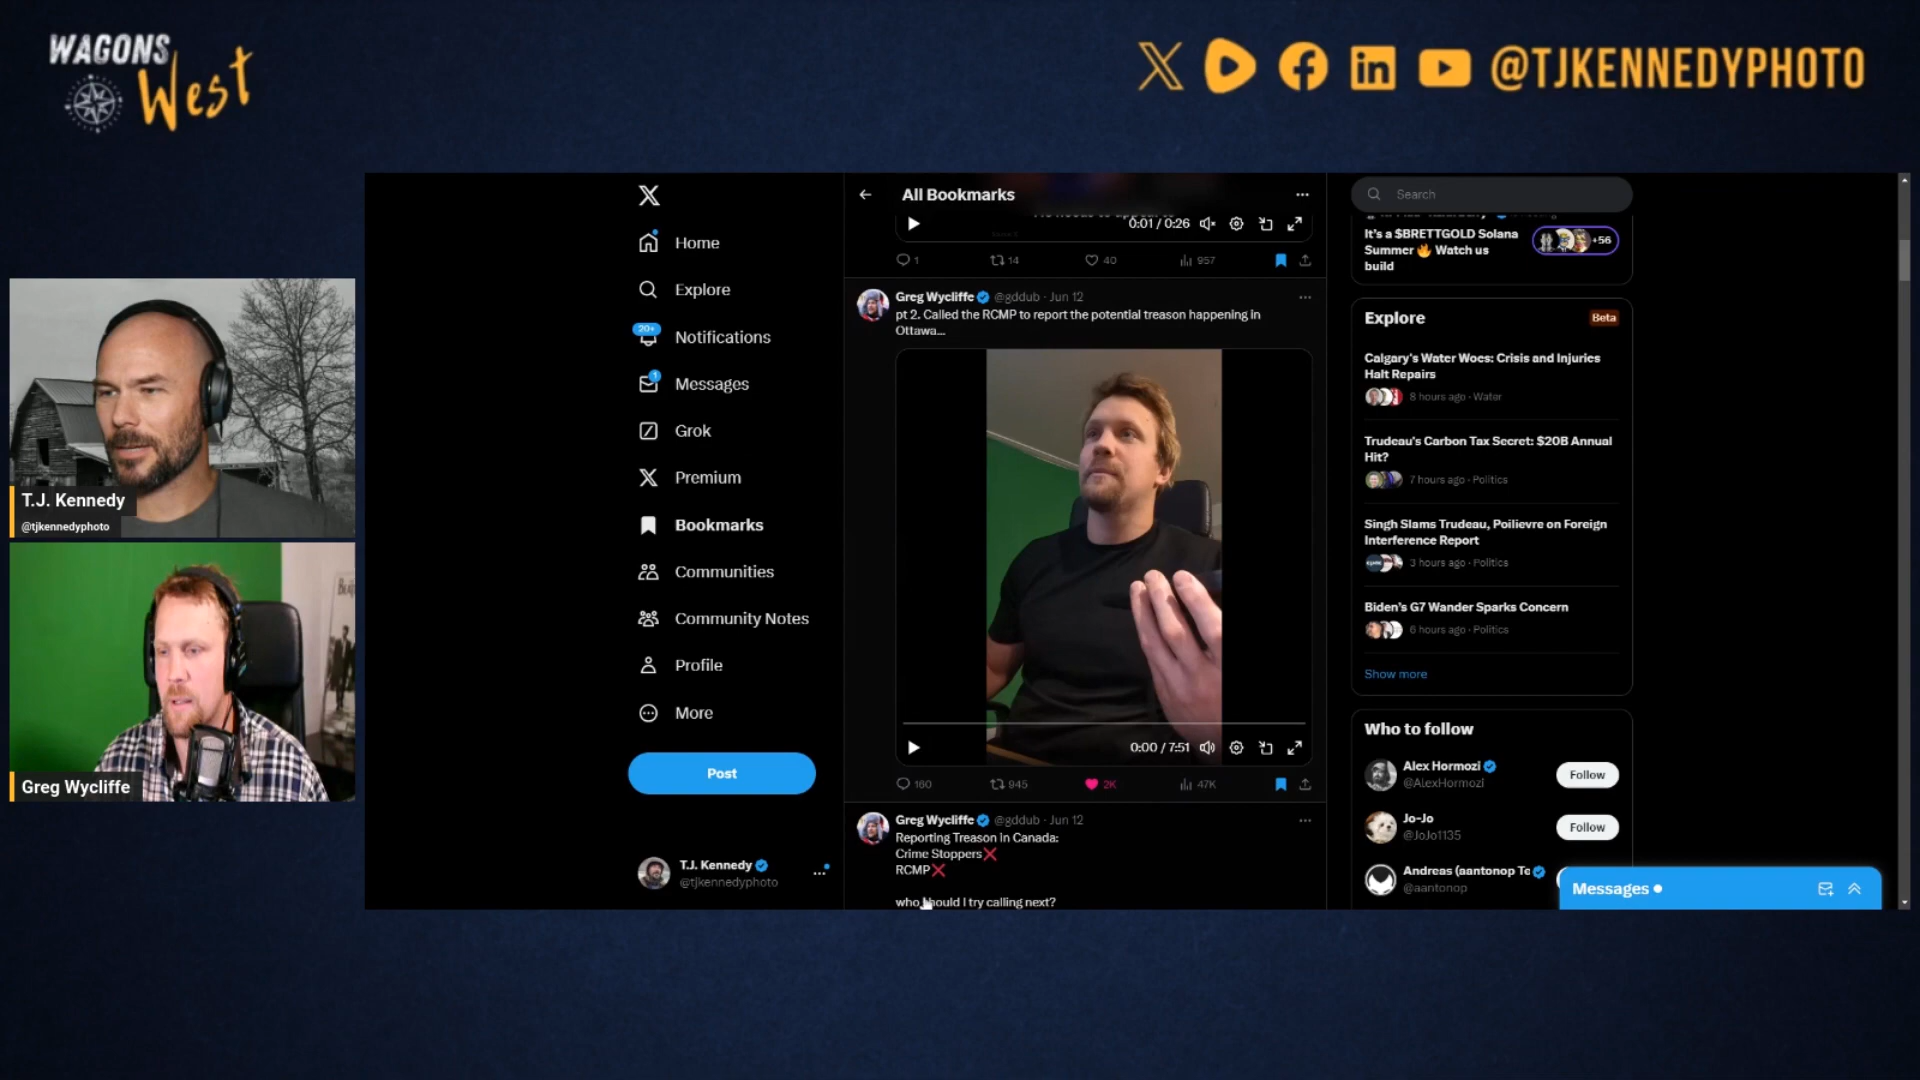 WAGONS
West
@TJKENNEDYPHOTO
T.J. Kennedy
@tjkennedyphoto
Greg Wycliffe
Home
Explore
20+
Notifications
1
Messages
Grok
Premium
Bookmarks
Communities
Community Notes
Profile
More
Post
T.J. Kennedy
@tjkennedyphoto
All Bookmarks
0:01 / 0:26
1
14
40
957
Greg Wycliffe @gddub · Jun 12
pt 2. Called the RCMP to report the potential treason happening in
Ottawa...
0:00 / 7:51
160
945
2K
47K
Greg Wycliffe @gddub · Jun 12
Reporting Treason in Canada:
Crime Stoppers❌
RCMP❌
who should I try calling next?
Search
It's a $BRETTGOLD Solana
Summer 🔥 Watch us
build
+56
Explore
Beta
Calgary's Water Woes: Crisis and Injuries
Halt Repairs
8 hours ago · Water
Trudeau's Carbon Tax Secret: $20B Annual
Hit?
7 hours ago · Politics
Singh Slams Trudeau, Poilievre on Foreign
Interference Report
3 hours ago · Politics
Biden's G7 Wander Sparks Concern
6 hours ago · Politics
Show more
Who to follow
Alex Hormozi
@AlexHormozi
Follow
Jo-Jo
@JoJo1135
Follow
Andreas (aantonop Te
@aantonop
Messages